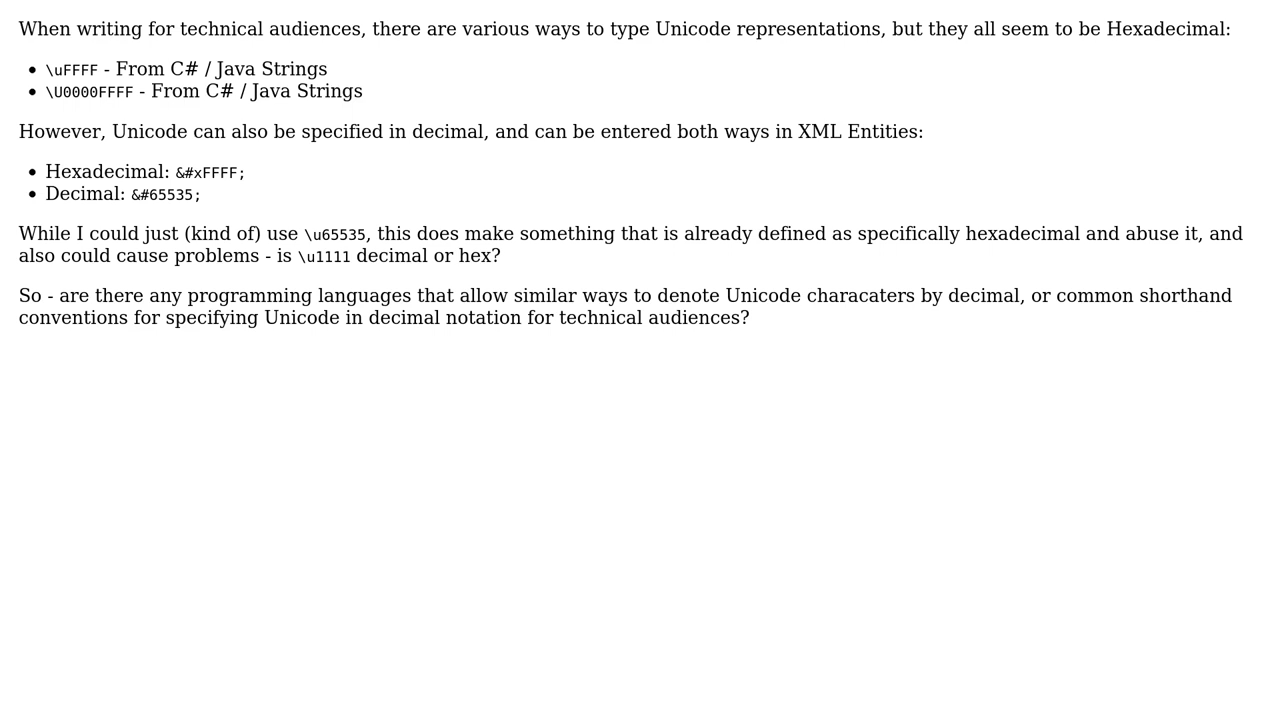 When writing for technical audiences, there are various ways to type Unicode representations, but they all seem to be Hexadecimal:
• \uFFFF - From C# / Java Strings
• \U0000FFFF - From C# / Java Strings
However, Unicode can also be specified in decimal, and can be entered both ways in XML Entities:
• Hexadecimal: &#xFFFF;
• Decimal: &#65535;
While I could just (kind of) use \u65535, this does make something that is already defined as specifically hexadecimal and abuse it, and
also could cause problems - is \u1111 decimal or hex?
So - are there any programming languages that allow similar ways to denote Unicode characaters by decimal, or common shorthand
conventions for specifying Unicode in decimal notation for technical audiences?